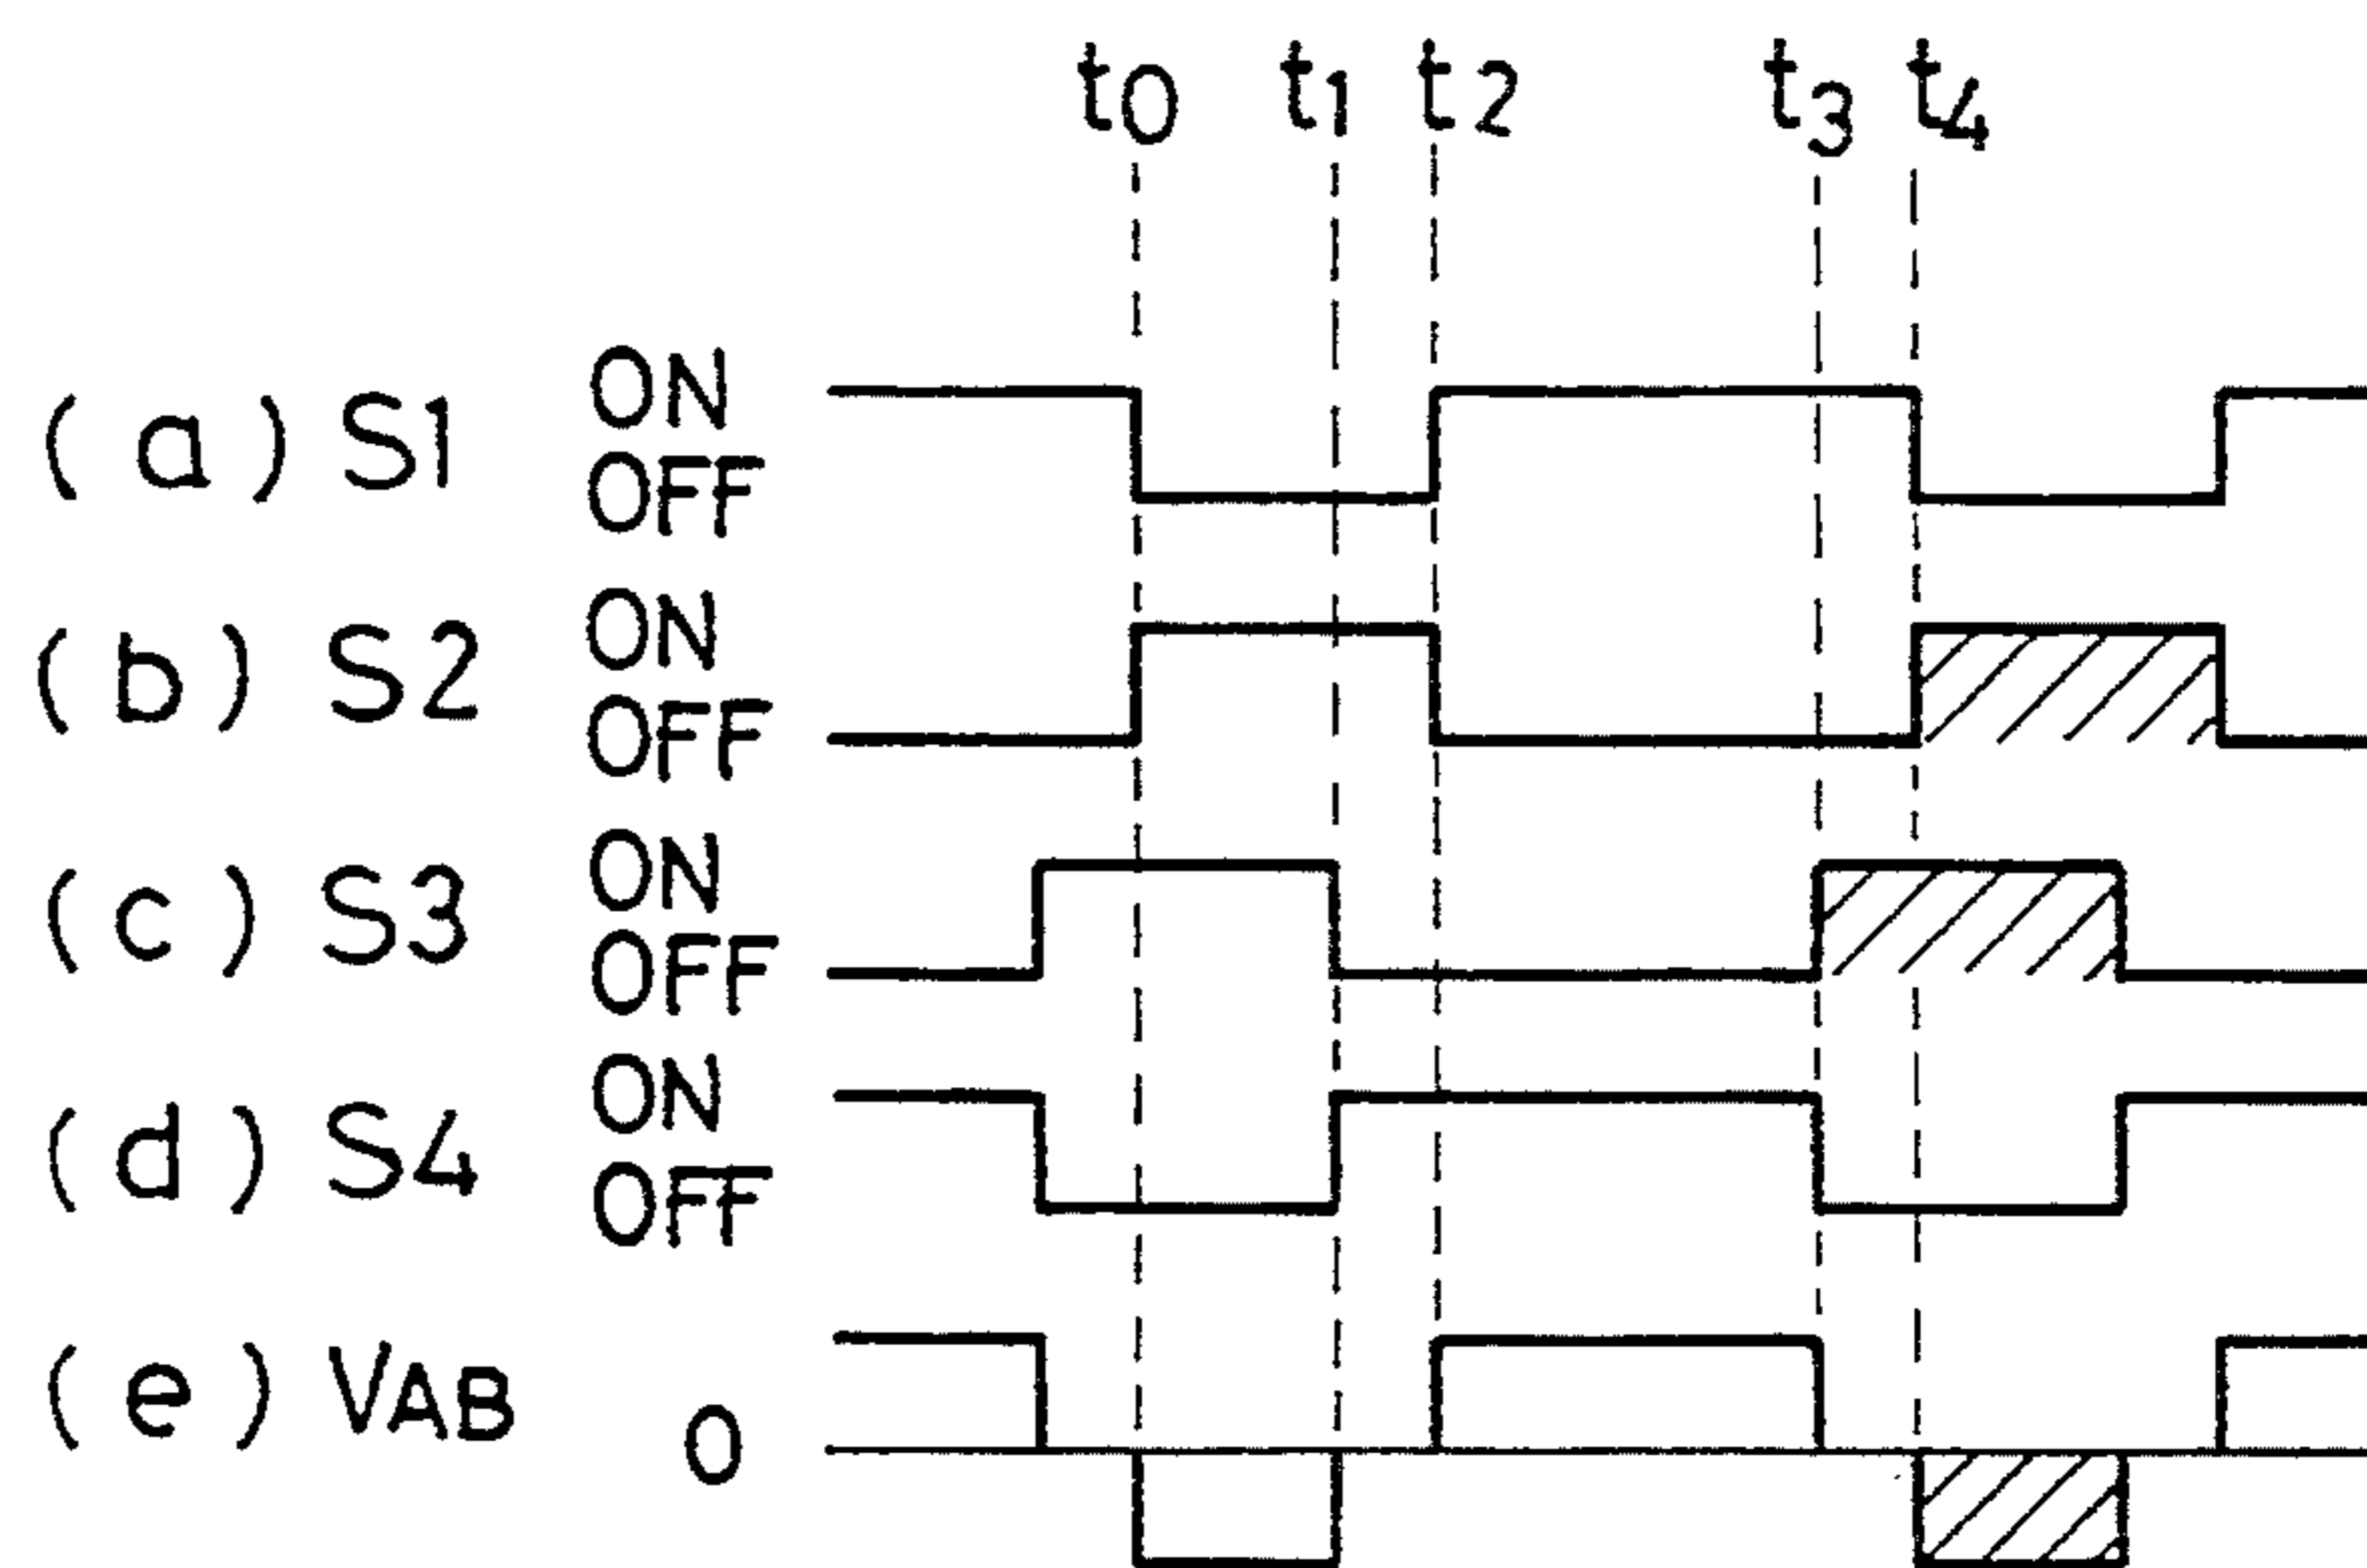 t0 t1 t2 t3 t4
(a) S1 ON
OFF
(b) S2 ON
OFF
(c) S3 ON
OFF
(d) S4 ON
OFF
(e) VAB
0